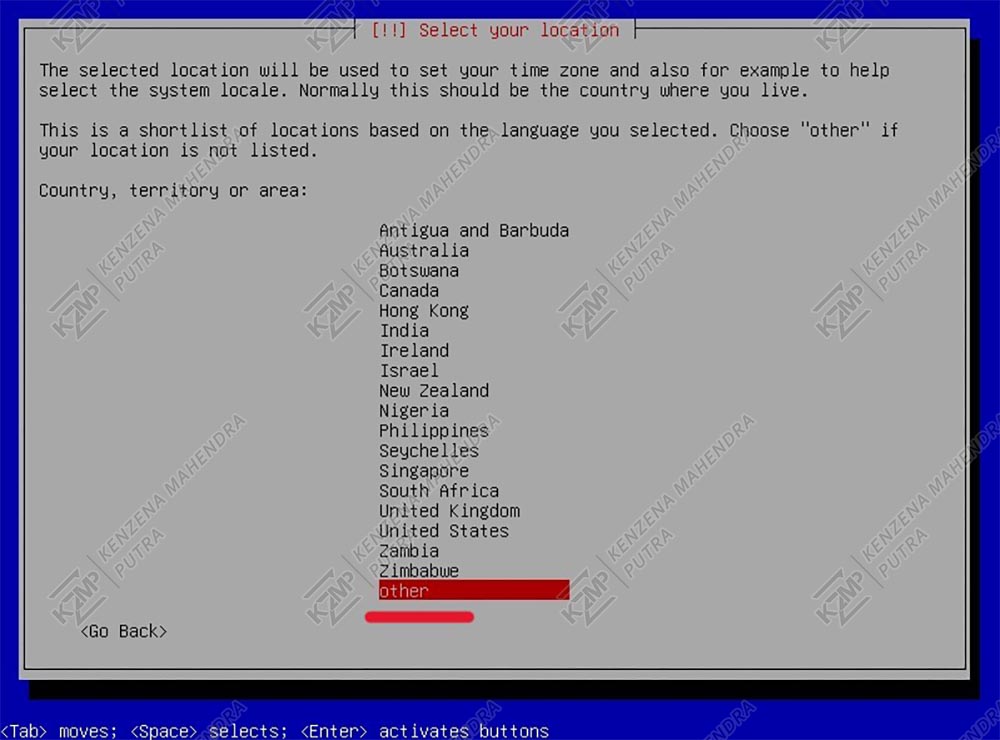 [!!] Select your location
The selected location will be used to set your time zone and also for example to help
select the system locale. Normally this should be the country where you live.
This is a shortlist of locations based on the language you selected. Choose "other" if
your location is not listed.
Country, territory or area:
Antigua and Barbuda
Australia
Botswana
Canada
Hong Kong
India
Ireland
Israel
New Zealand
Nigeria
Philippines
Seychelles
Singapore
South Africa
United Kingdom
United States
Zambia
Zimbabwe
other
<Go Back>
<Tab> moves; <Space> selects; <Enter> activates buttons
KZMP
KENZENA MAHENDRA
PUTRA